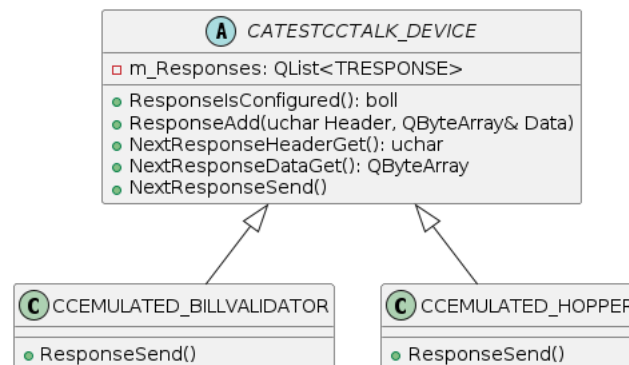 A CATESTCCTALK_DEVICE
m_Responses: QList<TRESPONSE>
ResponseIsConfigured(): boll
ResponseAdd(uchar Header, QByteArray& Data)
NextResponseHeaderGet(): uchar
NextResponseDataGet(): QByteArray
NextResponseSend()
C CCEMULATED_BILLVALIDATOR
ResponseSend()
C CCEMULATED_HOPPER
ResponseSend()